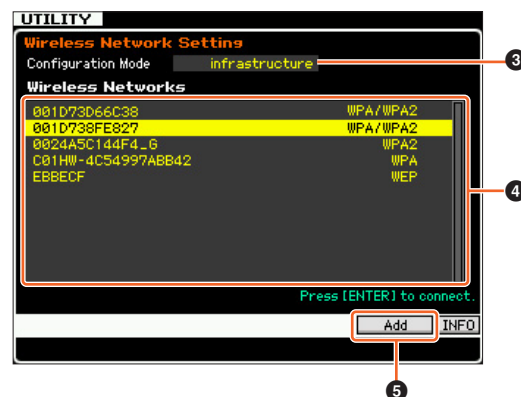 UTILITY
Wireless Network Setting
Configuration Mode infrastructure
3
Wireless Networks
001D73D66C38 WPA/WPA2
001D738FE827 WPA/WPA2
0024A5C144F4_G WPA2
C01HW-4C54997ABB42 WPA
EBBECF WEP
4
Press [ENTER] to connect.
Add INFO
5